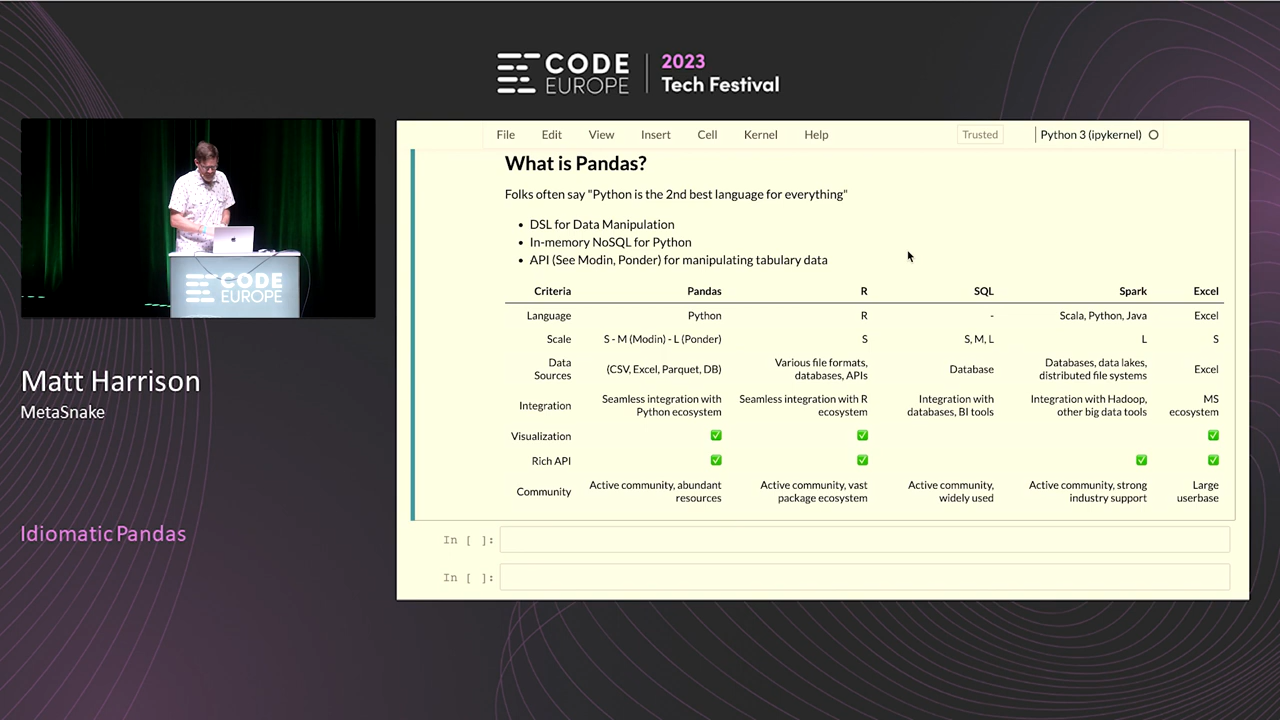 CODE
EUROPE
2023
Tech Festival
File Edit View Insert Cell Kernel Help Trusted Python 3 (ipykernel)
What is Pandas?
Folks often say "Python is the 2nd best language for everything"
• DSL for Data Manipulation
• In-memory NoSQL for Python
• API (See Modin, Ponder) for manipulating tabulary data
Criteria Pandas R SQL Spark Excel
Language Python R - Scala, Python, Java Excel
Scale S - M (Modin) - L (Ponder) S S, M, L L S
Data Sources (CSV, Excel, Parquet, DB) Various file formats, databases, APIs Database Databases, data lakes, distributed file systems Excel
Integration Seamless integration with Python ecosystem Seamless integration with R ecosystem Integration with databases, BI tools Integration with Hadoop, other big data tools MS ecosystem
Visualization ✅ ✅ ✅
Rich API ✅ ✅ ✅ ✅
Community Active community, abundant resources Active community, vast package ecosystem Active community, widely used Active community, strong industry support Large userbase
In [ ]:
In [ ]:
CODE
EUROPE
Matt Harrison
MetaSnake
Idiomatic Pandas